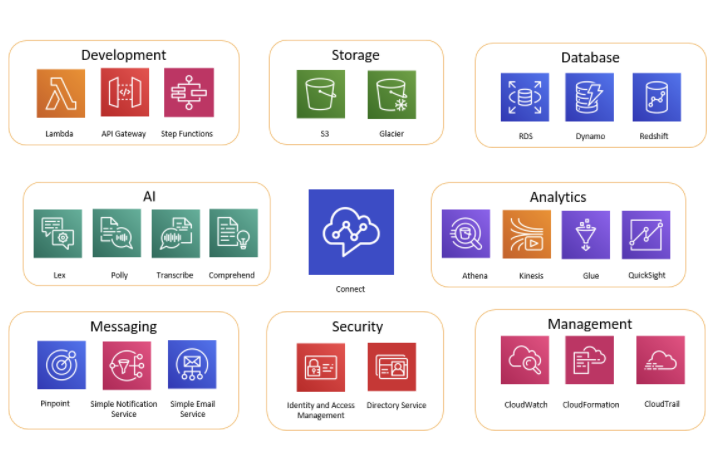 Development
Lambda
API Gateway
Step Functions
Storage
S3
Glacier
Database
RDS
Dynamo
Redshift
AI
Lex
Polly
Transcribe
Comprehend
Connect
Analytics
Athena
Kinesis
Glue
QuickSight
Messaging
Pinpoint
Simple Notification
Service
Simple Email
Service
Security
Identity and Access
Management
Directory Service
Management
CloudWatch
CloudFormation
CloudTrail